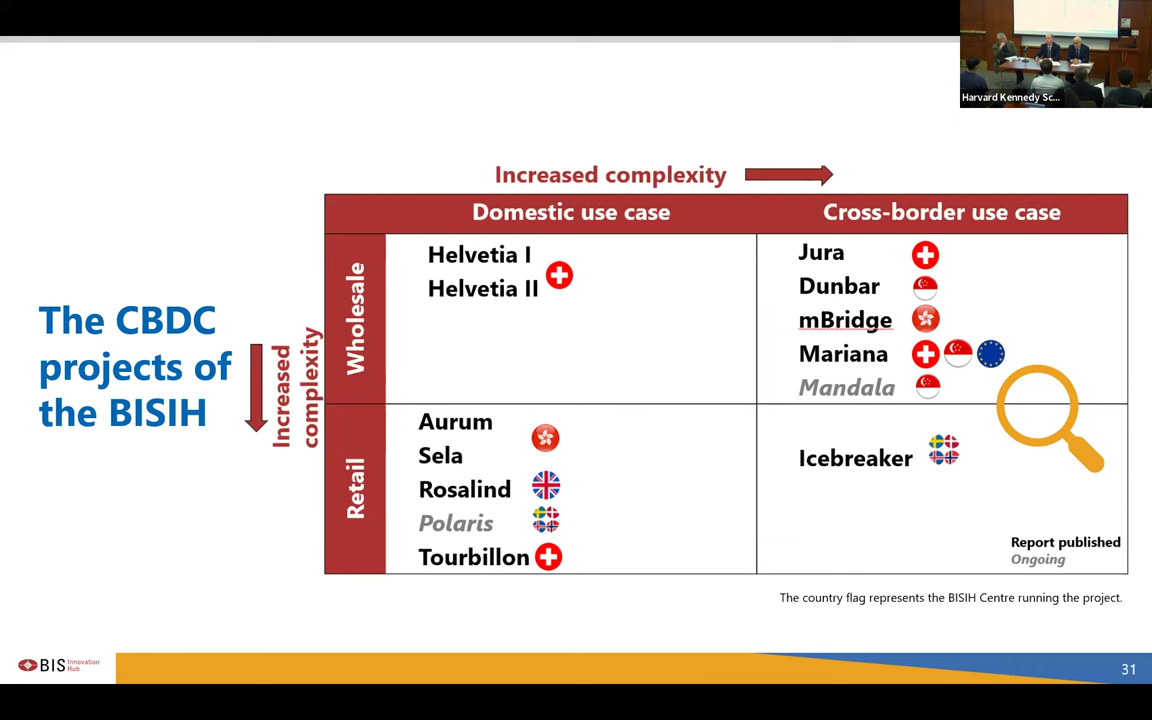 Harvard Kennedy Sc...
Increased complexity
Domestic use case
Cross-border use case
The CBDC
projects of
the BISIH
Increased
complexity
Wholesale
Helvetia I
Helvetia II
Jura
Dunbar
mBridge
Mariana
Mandala
Retail
Aurum
Sela
Rosalind
Polaris
Tourbillon
Icebreaker
Report published
Ongoing
The country flag represents the BISIH Centre running the project.
BIS Innovation
Hub
31